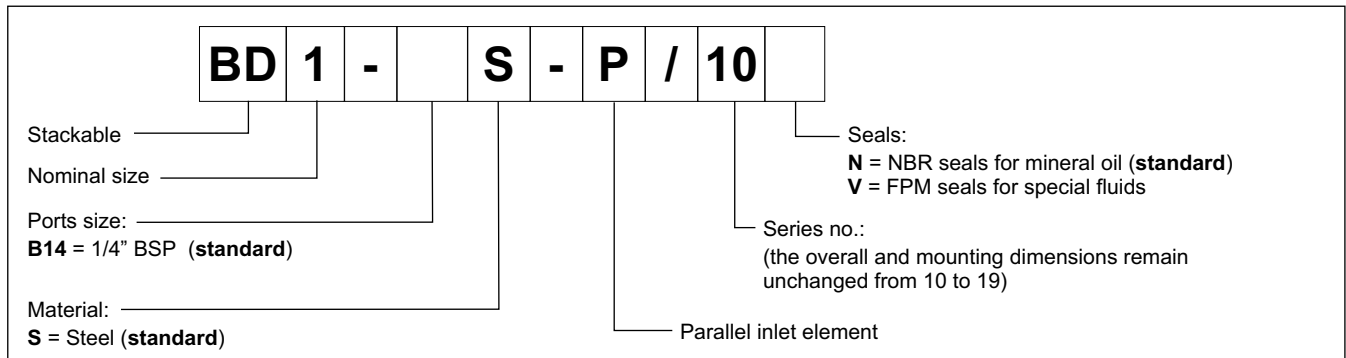 BD 1 - S - P / 10
Stackable
Nominal size
Ports size:
B14 = 1/4” BSP (standard)
Material:
S = Steel (standard)
Seals:
N = NBR seals for mineral oil (standard)
V = FPM seals for special fluids
Series no.:
(the overall and mounting dimensions remain
unchanged from 10 to 19)
Parallel inlet element